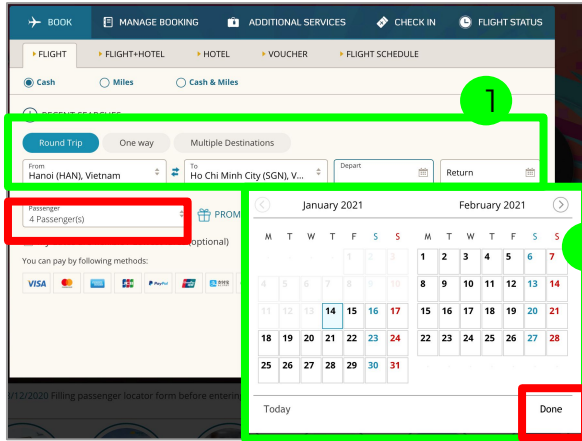 BOOK MANAGE BOOKING ADDITIONAL SERVICES CHECK IN FLIGHT STATUS
FLIGHT FLIGHT+HOTEL HOTEL VOUCHER FLIGHT SCHEDULE
Cash Miles Cash & Miles
1
RECENT SEARCHES
Round Trip One way Multiple Destinations
From To Depart
Hanoi (HAN), Vietnam Ho Chi Minh City (SGN), V... Return
Passenger
4 Passenger(s) PROM
(optional)
You can pay by following methods:
VISA JCB PayPal
January 2021 February 2021
M T W T F S S M T W T F S S
1 2 3 1 2 3 4 5 6 7
4 5 6 7 8 9 10 8 9 10 11 12 13 14
11 12 13 14 15 16 17 15 16 17 18 19 20 21
18 19 20 21 22 23 24 22 23 24 25 26 27 28
25 26 27 28 29 30 31
Today Done
/12/2020 Filling passenger locator form before entering